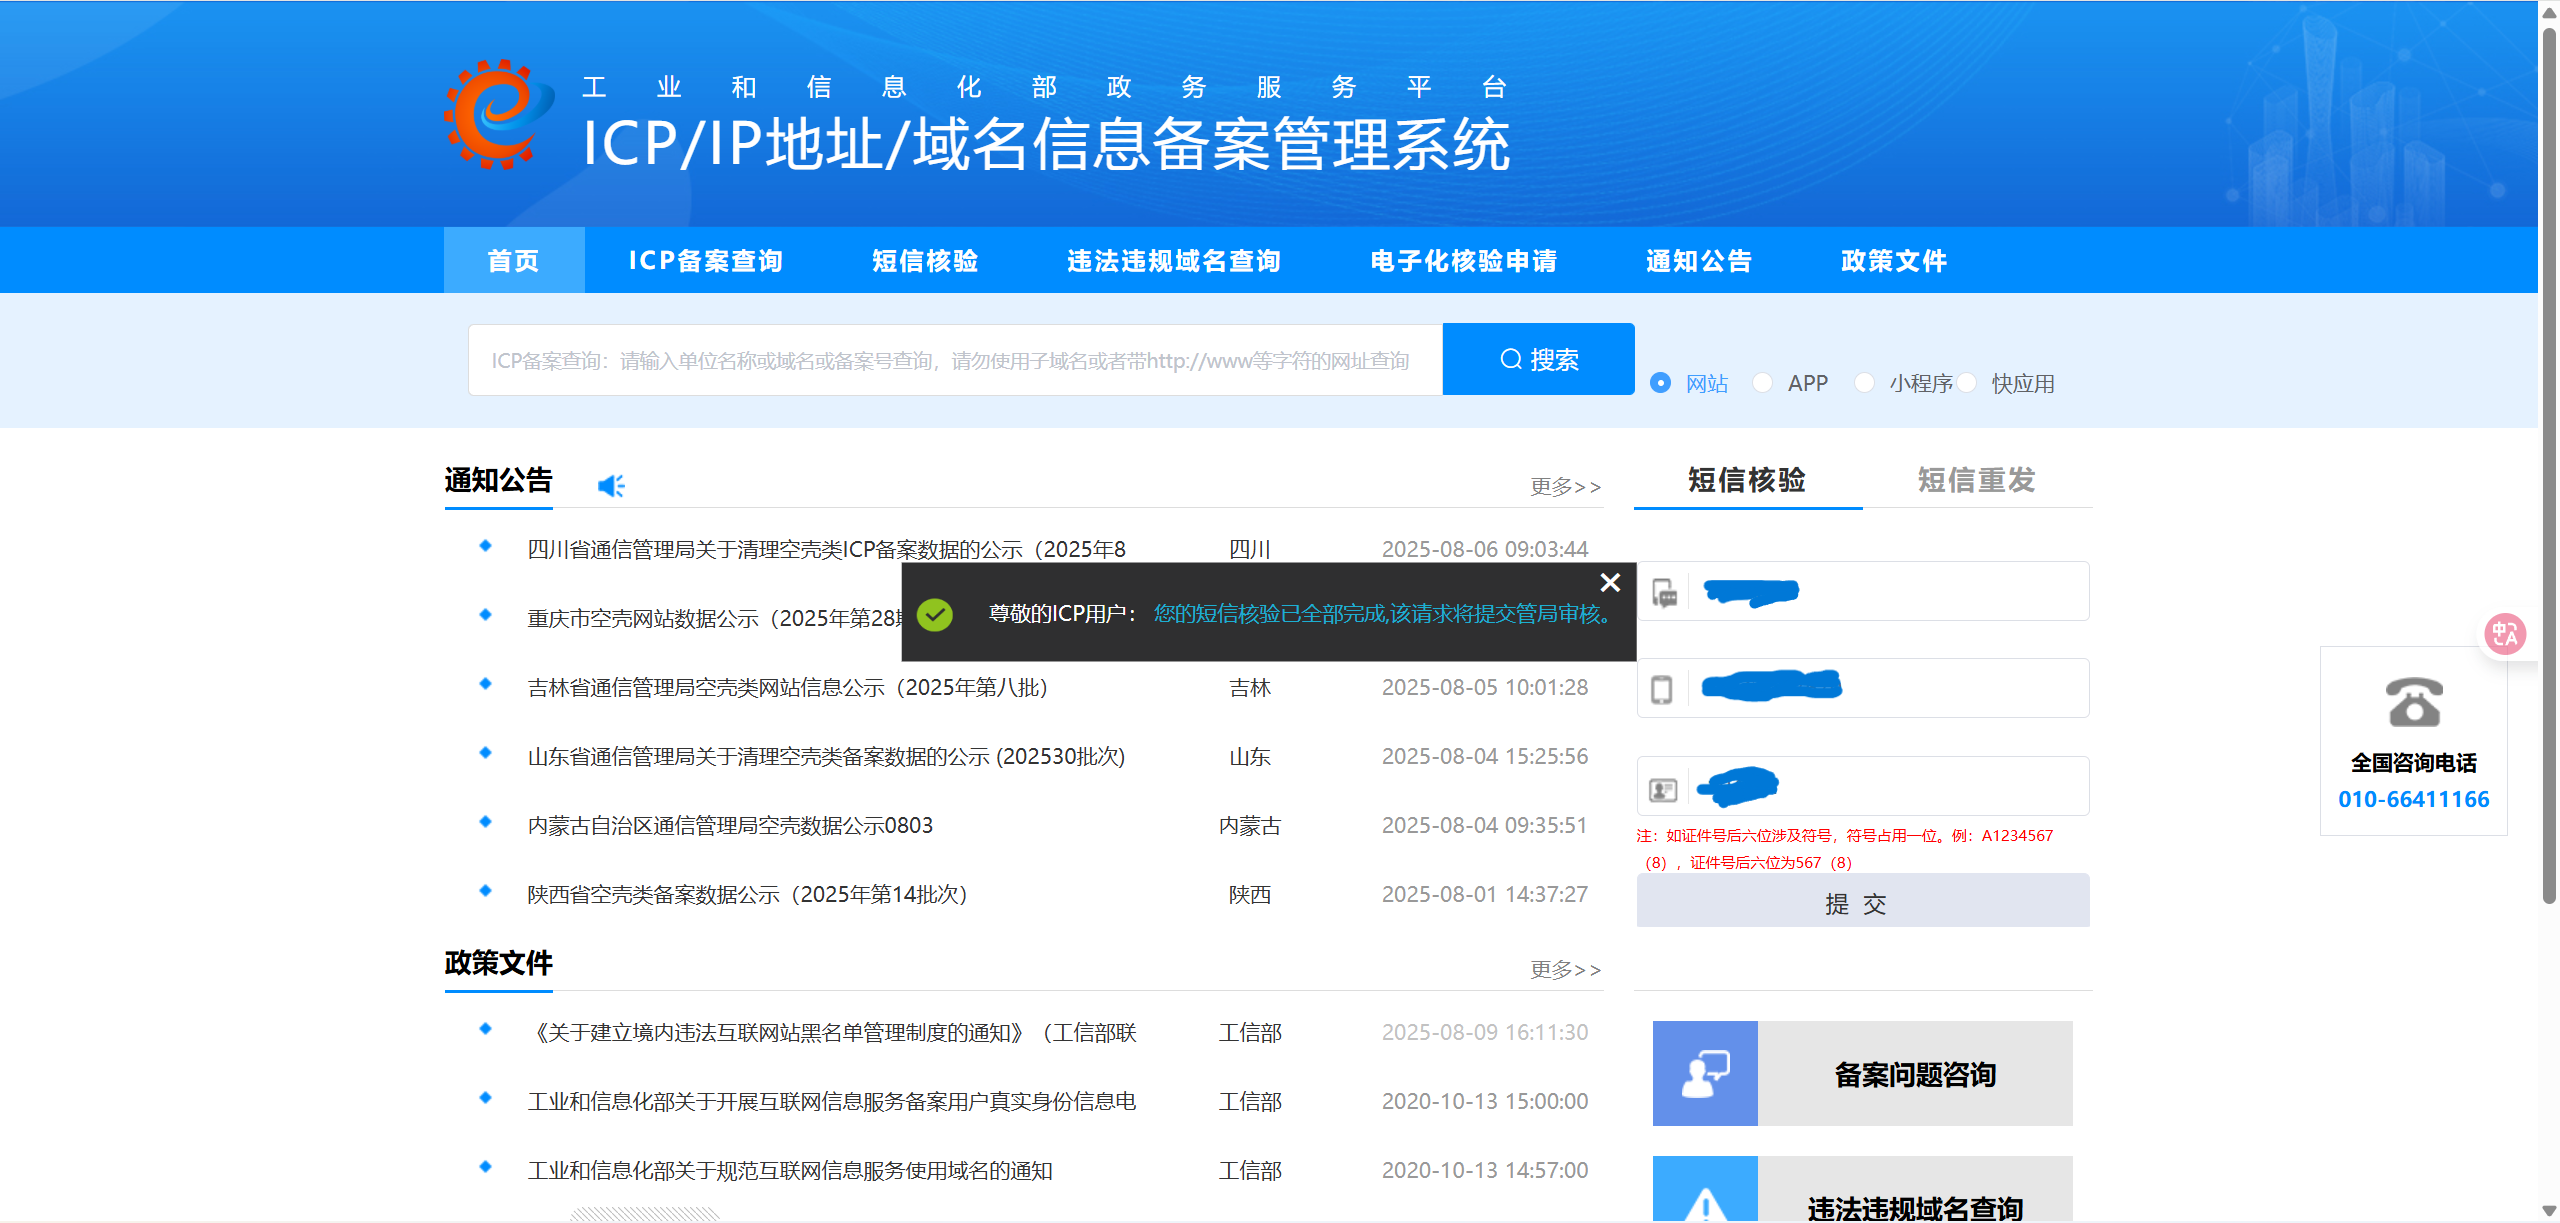 工业和信息化部政务服务平台
ICP/IP地址/域名信息备案管理系统
首页 ICP备案查询 短信核验 违法违规域名查询 电子化核验申请 通知公告 政策文件
ICP备案查询：请输入单位名称或域名或备案号查询，请勿使用子域名或者带http://www等字符的网址查询
搜索
网站 APP 小程序 快应用
通知公告
更多>>
四川省通信管理局关于清理空壳类ICP备案数据的公示（2025年8 四川 2025-08-06 09:03:44
重庆市空壳网站数据公示（2025年第28
吉林省通信管理局空壳类网站信息公示（2025年第八批） 吉林 2025-08-05 10:01:28
山东省通信管理局关于清理空壳类备案数据的公示 (202530批次) 山东 2025-08-04 15:25:56
内蒙古自治区通信管理局空壳数据公示0803 内蒙古 2025-08-04 09:35:51
陕西省空壳类备案数据公示（2025年第14批次） 陕西 2025-08-01 14:37:27
尊敬的ICP用户： 您的短信核验已全部完成,该请求将提交管局审核。
政策文件
更多>>
《关于建立境内违法互联网站黑名单管理制度的通知》（工信部联 工信部 2025-08-09 16:11:30
工业和信息化部关于开展互联网信息服务备案用户真实身份信息电 工信部 2020-10-13 15:00:00
工业和信息化部关于规范互联网信息服务使用域名的通知 工信部 2020-10-13 14:57:00
短信核验 短信重发
注：如证件号后六位涉及符号，符号占用一位。例：A1234567
（8），证件号后六位为567（8）
提 交
备案问题咨询
违法违规域名查询
中A
全国咨询电话
010-66411166